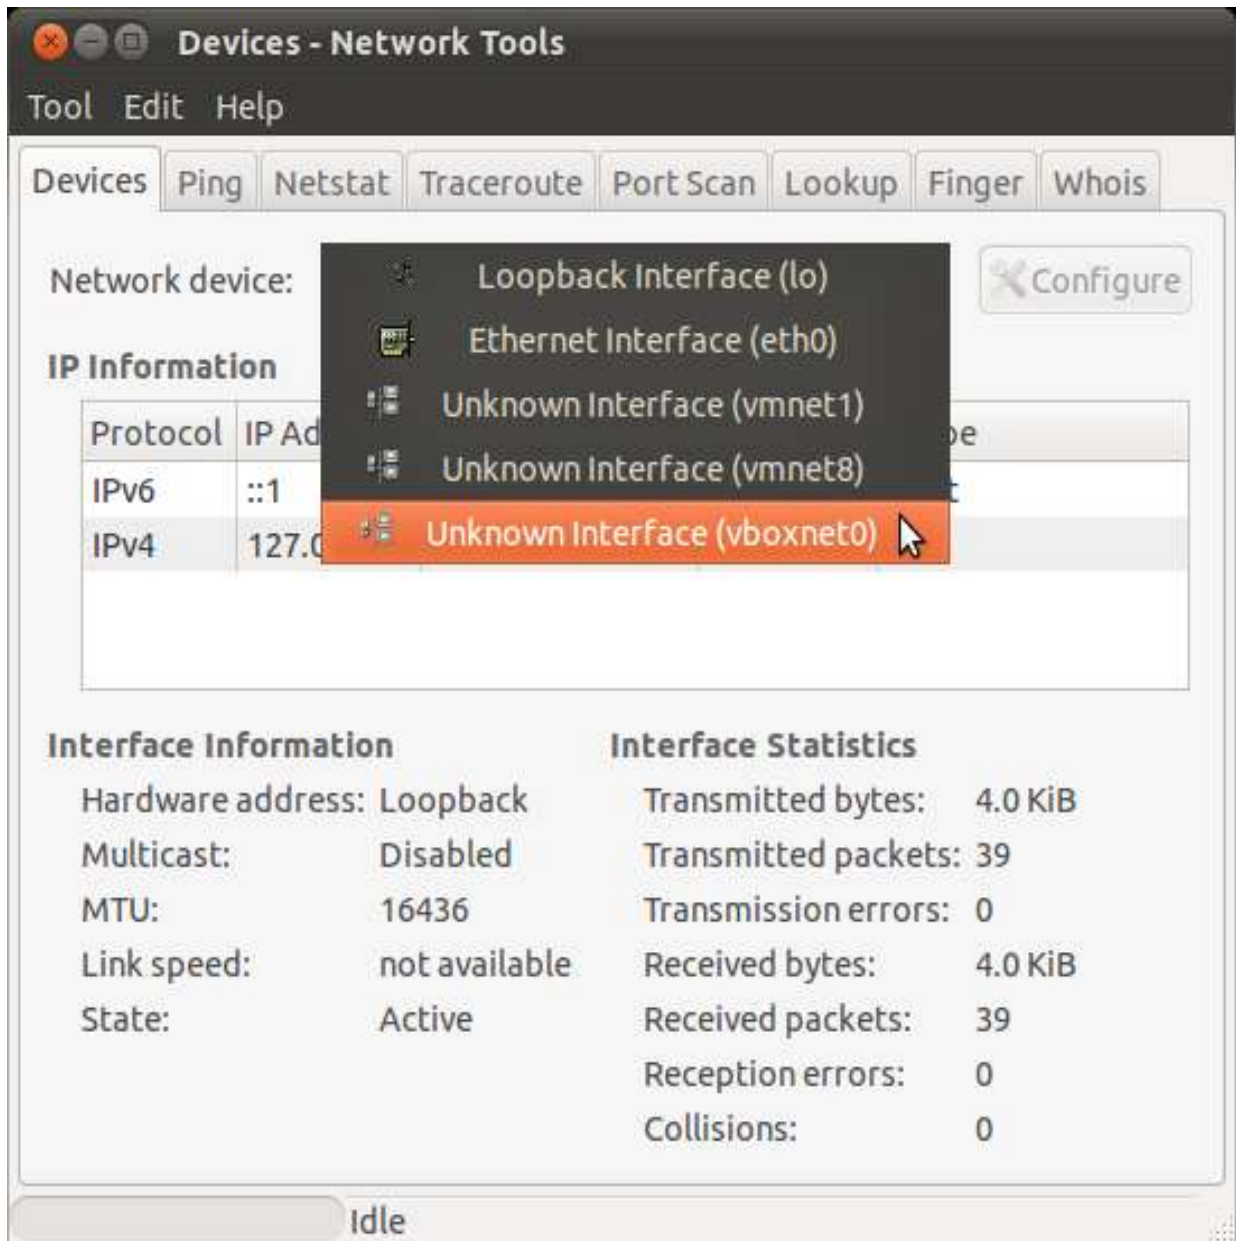 Devices - Network Tools
Tool Edit Help
Devices Ping Netstat Traceroute Port Scan Lookup Finger Whois
Network device:
Loopback Interface (lo)
Configure
Ethernet Interface (eth0)
IP Information
Unknown Interface (vmnet1)
Protocol IP Ad
Unknown Interface (vmnet8)
IPv6 ::1
Unknown Interface (vboxnet0)
IPv4 127.0
Interface Information
Hardware address: Loopback
Multicast: Disabled
MTU: 16436
Link speed: not available
State: Active
Interface Statistics
Transmitted bytes: 4.0 KiB
Transmitted packets: 39
Transmission errors: 0
Received bytes: 4.0 KiB
Received packets: 39
Reception errors: 0
Collisions: 0
Idle